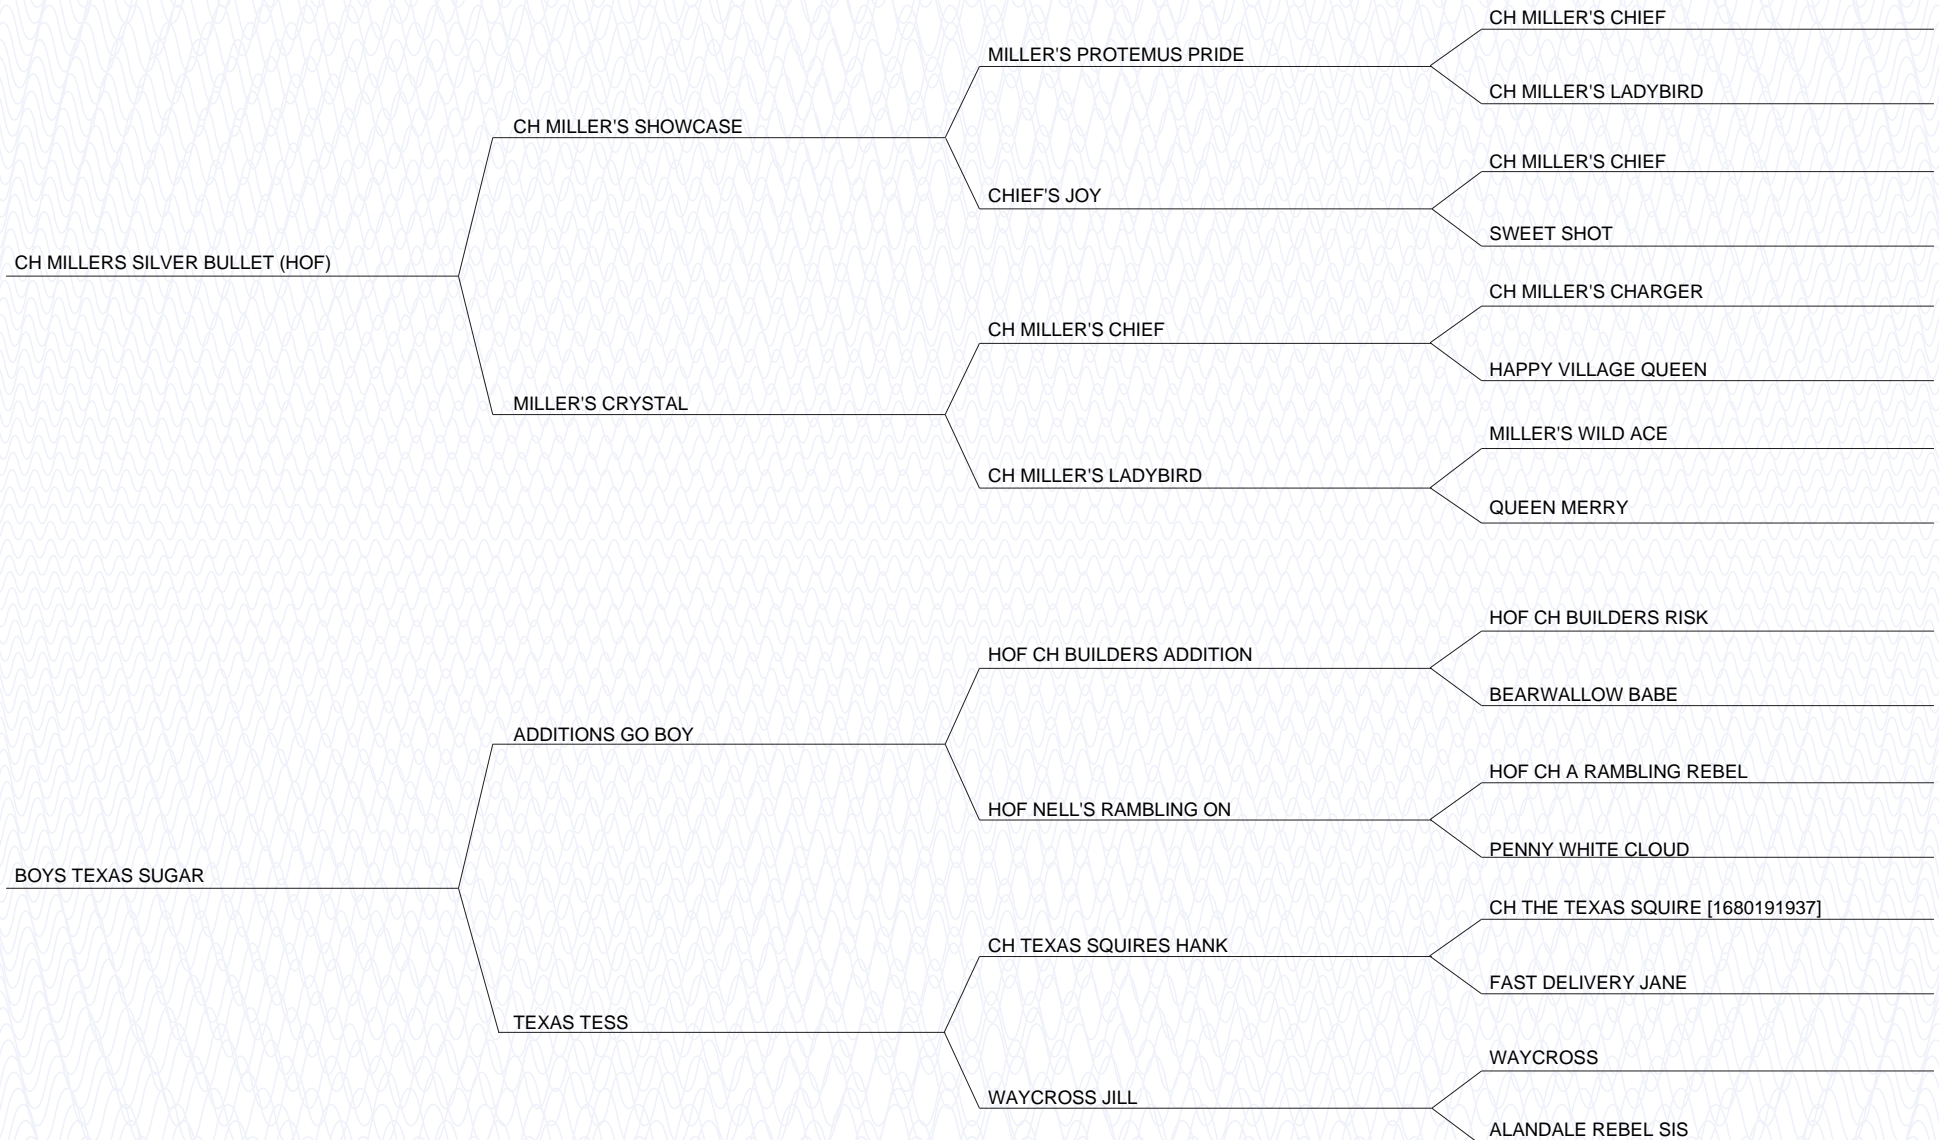 CH MILLER'S CHIEF
MILLER'S PROTEMUS PRIDE
CH MILLER'S LADYBIRD
CH MILLER'S SHOWCASE
CH MILLER'S CHIEF
CHIEF'S JOY
SWEET SHOT
CH MILLERS SILVER BULLET (HOF)
CH MILLER'S CHARGER
CH MILLER'S CHIEF
HAPPY VILLAGE QUEEN
MILLER'S CRYSTAL
MILLER'S WILD ACE
CH MILLER'S LADYBIRD
QUEEN MERRY
HOF CH BUILDERS RISK
HOF CH BUILDERS ADDITION
BEARWALLOW BABE
ADDITIONS GO BOY
HOF CH A RAMBLING REBEL
HOF NELL'S RAMBLING ON
PENNY WHITE CLOUD
BOYS TEXAS SUGAR
CH THE TEXAS SQUIRE [1680191937]
CH TEXAS SQUIRES HANK
FAST DELIVERY JANE
TEXAS TESS
WAYCROSS
WAYCROSS JILL
ALANDALE REBEL SIS